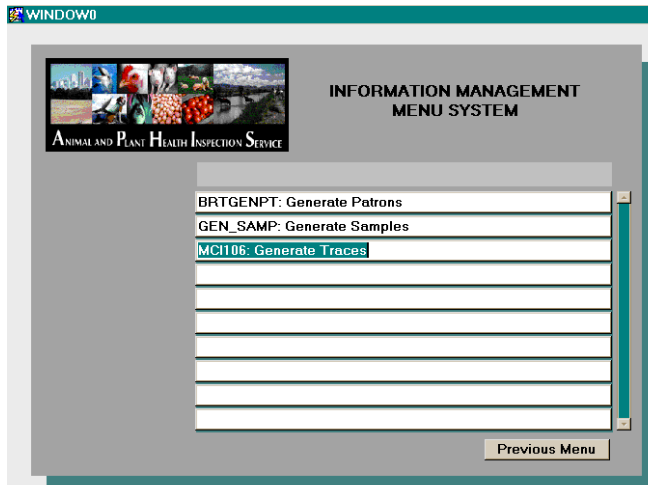 WINDOW0
INFORMATION MANAGEMENT
MENU SYSTEM
ANIMAL AND PLANT HEALTH INSPECTION SERVICE
BRTGENPT: Generate Patrons
GEN_SAMP: Generate Samples
MCI106: Generate Traces
Previous Menu